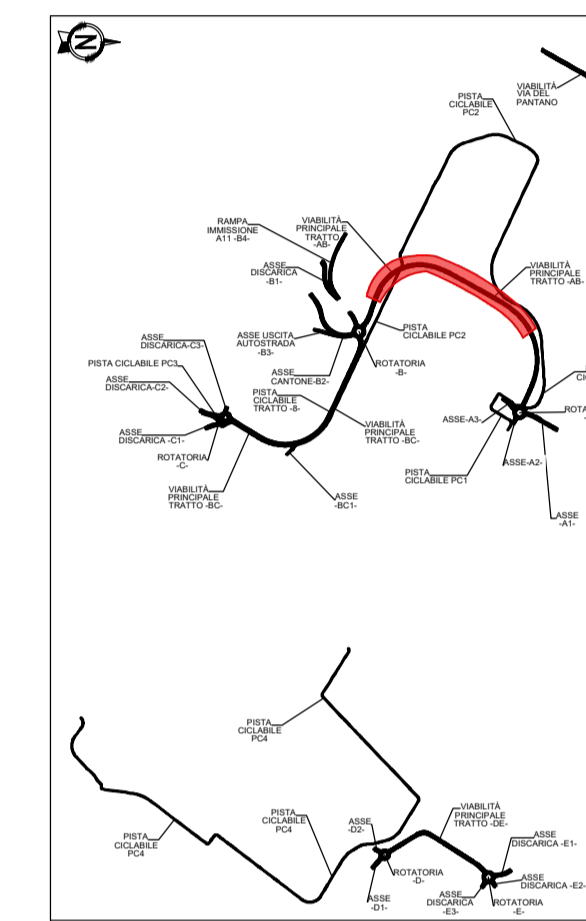 N
VIABILITÀ
VIA DEL
PANTANO
PISTA
CICLABILE
PC2
RAMPA
IMMISSIONE
A11 -B4-
VIABILITÀ
PRINCIPALE
TRATTO
-AB-
ASSE
DISCARICA
-B1-
VIABILITÀ
PRINCIPALE
TRATTO -AB-
ASSE USCITA
AUTOSTRADA
-B3-
PISTA
CICLABILE PC2
ASSE
DISCARICA-C3-
PISTA CICLABILE PC3
ROTATORIA
-B-
ASSE
CANTONE-B2-
ASSE
DISCARICA-C2-
PISTA
CICLABILE
TRATTO -8-
ASSE-A3-
ROTA
ASSE
DISCARICA -C1-
VIABILITÀ
PRINCIPALE
TRATTO -BC-
ROTATORIA
-C-
ASSE-A2-
PISTA
CICLABILE PC1
VIABILITÀ
PRINCIPALE
TRATTO -BC-
ASSE
-BC1-
ASSE
-A1-
PISTA
CICLABILE
PC4
PISTA
CICLABILE
PC4
ASSE
-D2-
VIABILITÀ
PRINCIPALE
TRATTO -DE-
PISTA
CICLABILE
PC4
ASSE
DISCARICA -E1-
ROTATORIA
-D-
ASSE
DISCARICA -E2-
ASSE
-D1-
ASSE
DISCARICA
-E3-
ROTATORIA
-E-